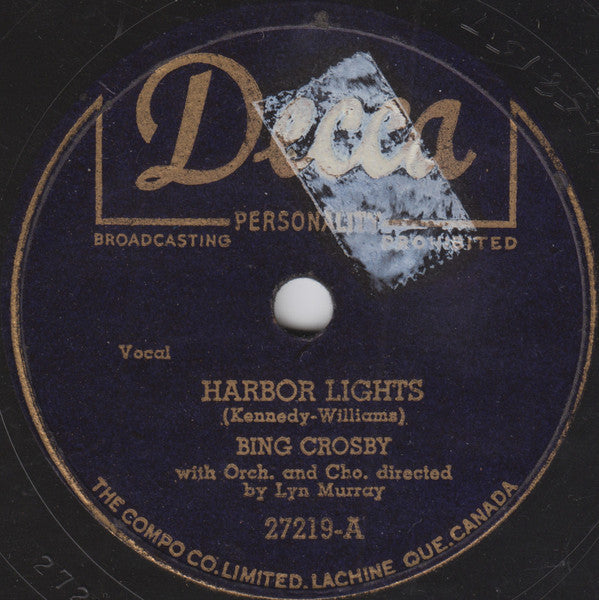 Decca
PERSONALITY
BROADCASTING PROHIBITED
Vocal
HARBOR LIGHTS
(Kennedy-Williams)
BING CROSBY
with Orch. and Cho. directed
by Lyn Murray
27219-A
THE COMPO CO. LIMITED. LACHINE QUE. CANADA